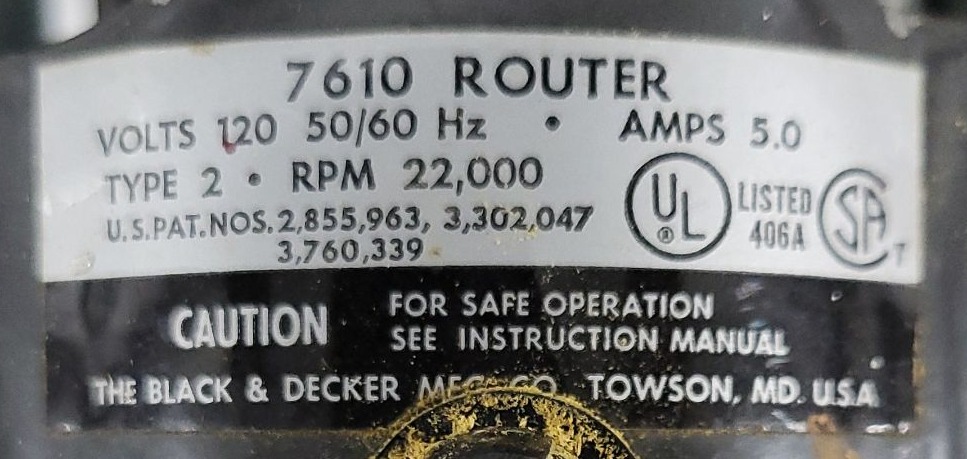 7610 ROUTER
VOLTS 120 50/60 Hz • AMPS 5.0
TYPE 2 • RPM 22,000
U.S.PAT.NOS. 2,855,963, 3,302,047
3,760,339
UL ® LISTED
406A
SA T
CAUTION FOR SAFE OPERATION
SEE INSTRUCTION MANUAL
THE BLACK & DECKER MFG. CO. TOWSON, MD. U.S.A.